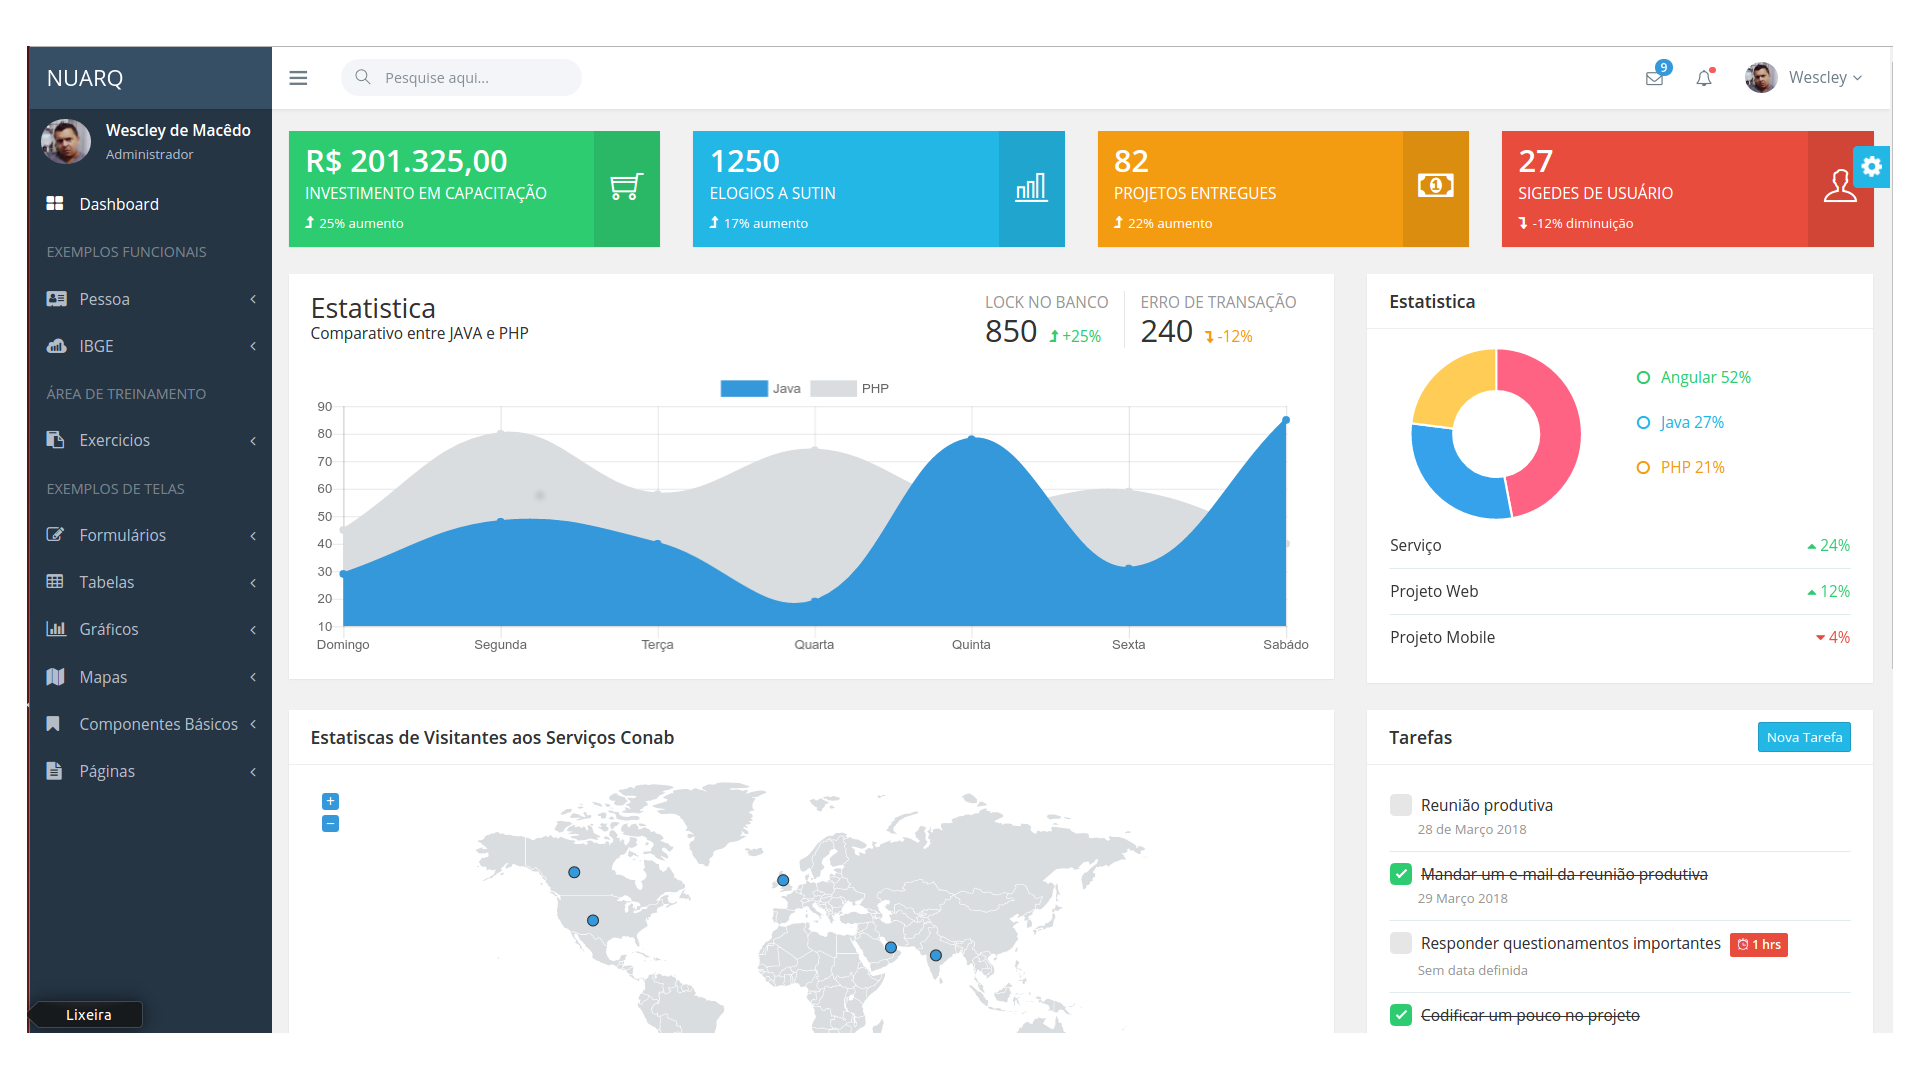 NUARQ
Pesquise aqui...
9
Wescley
Wescley de Macêdo
Administrador
Dashboard
EXEMPLOS FUNCIONAIS
Pessoa
IBGE
ÁREA DE TREINAMENTO
Exercicios
EXEMPLOS DE TELAS
Formulários
Tabelas
Gráficos
Mapas
Componentes Básicos
Páginas
Lixeira
R$ 201.325,00
INVESTIMENTO EM CAPACITAÇÃO
25% aumento
1250
ELOGIOS A SUTIN
17% aumento
82
PROJETOS ENTREGUES
22% aumento
1
27
SIGEDES DE USUÁRIO
-12% diminuição
Estatistica
Comparativo entre JAVA e PHP
LOCK NO BANCO
850 +25%
ERRO DE TRANSAÇÃO
240 -12%
Java PHP
90
80
70
60
50
40
30
20
10
Domingo Segunda Terça Quarta Quinta Sexta Sabádo
Estatistica
Angular 52%
Java 27%
PHP 21%
Serviço 24%
Projeto Web 12%
Projeto Mobile 4%
Estatiscas de Visitantes aos Serviços Conab
+
−
Tarefas
Nova Tarefa
Reunião produtiva
28 de Março 2018
Mandar um e-mail da reunião produtiva
29 Março 2018
Responder questionamentos importantes 1 hrs
Sem data definida
Codificar um pouco no projeto